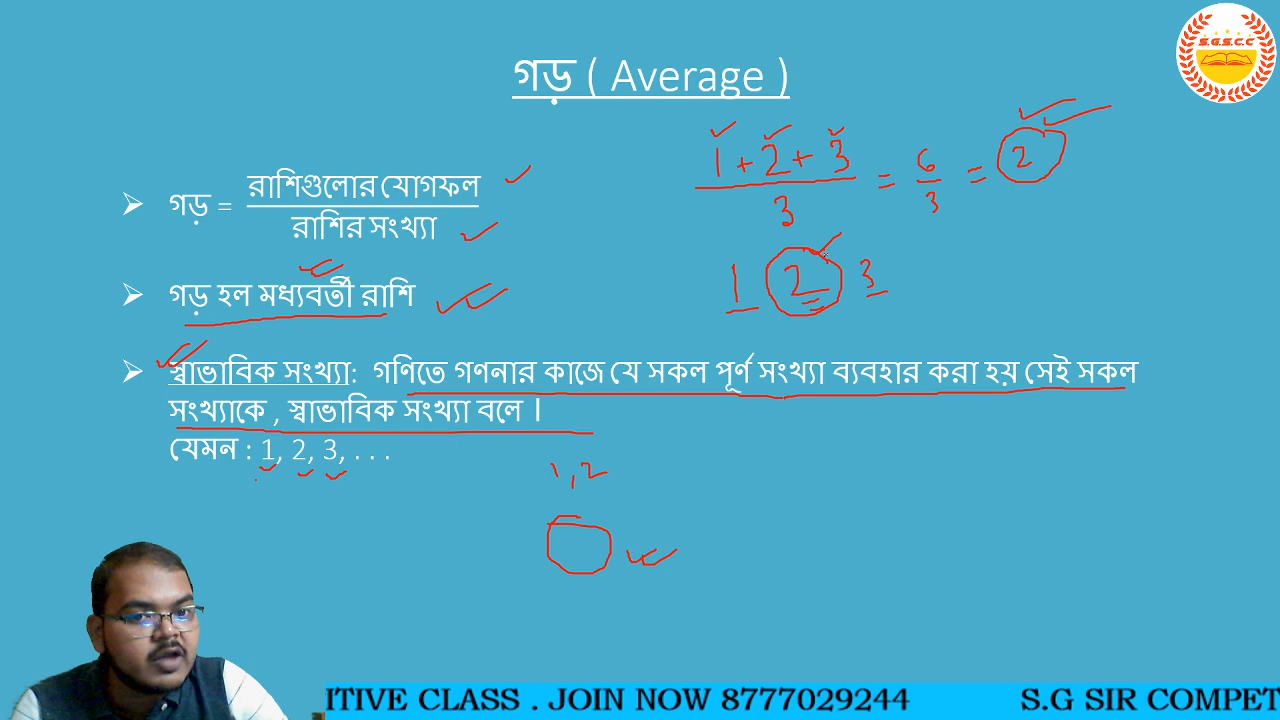 গড় ( Average )
S.G.S.C.C
গড় = রাশিগুলোর যোগফল
রাশির সংখ্যা
1 + 2 + 3
3
= 6
3
= 2
গড় হল মধ্যবর্তী রাশি
1 2 3
স্বাভাবিক সংখ্যা: গণিতে গণনার কাজে যে সকল পূর্ণ সংখ্যা ব্যবহার করা হয় সেই সকল
সংখ্যাকে , স্বাভাবিক সংখ্যা বলে ।
যেমন : 1, 2, 3, . . .
1, 2
ITIVE CLASS . JOIN NOW 8777029244 S.G SIR COMPET